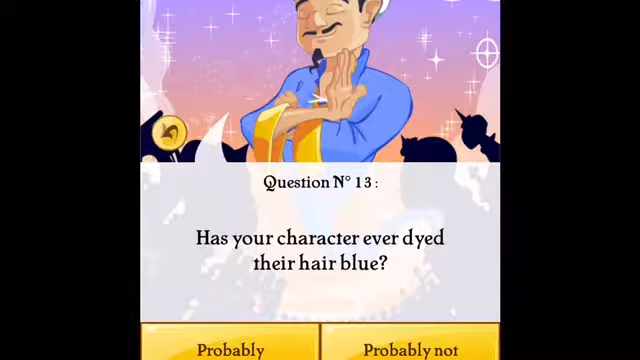 Question N° 13 :
Has your character ever dyed
their hair blue?
Probably
Probably not